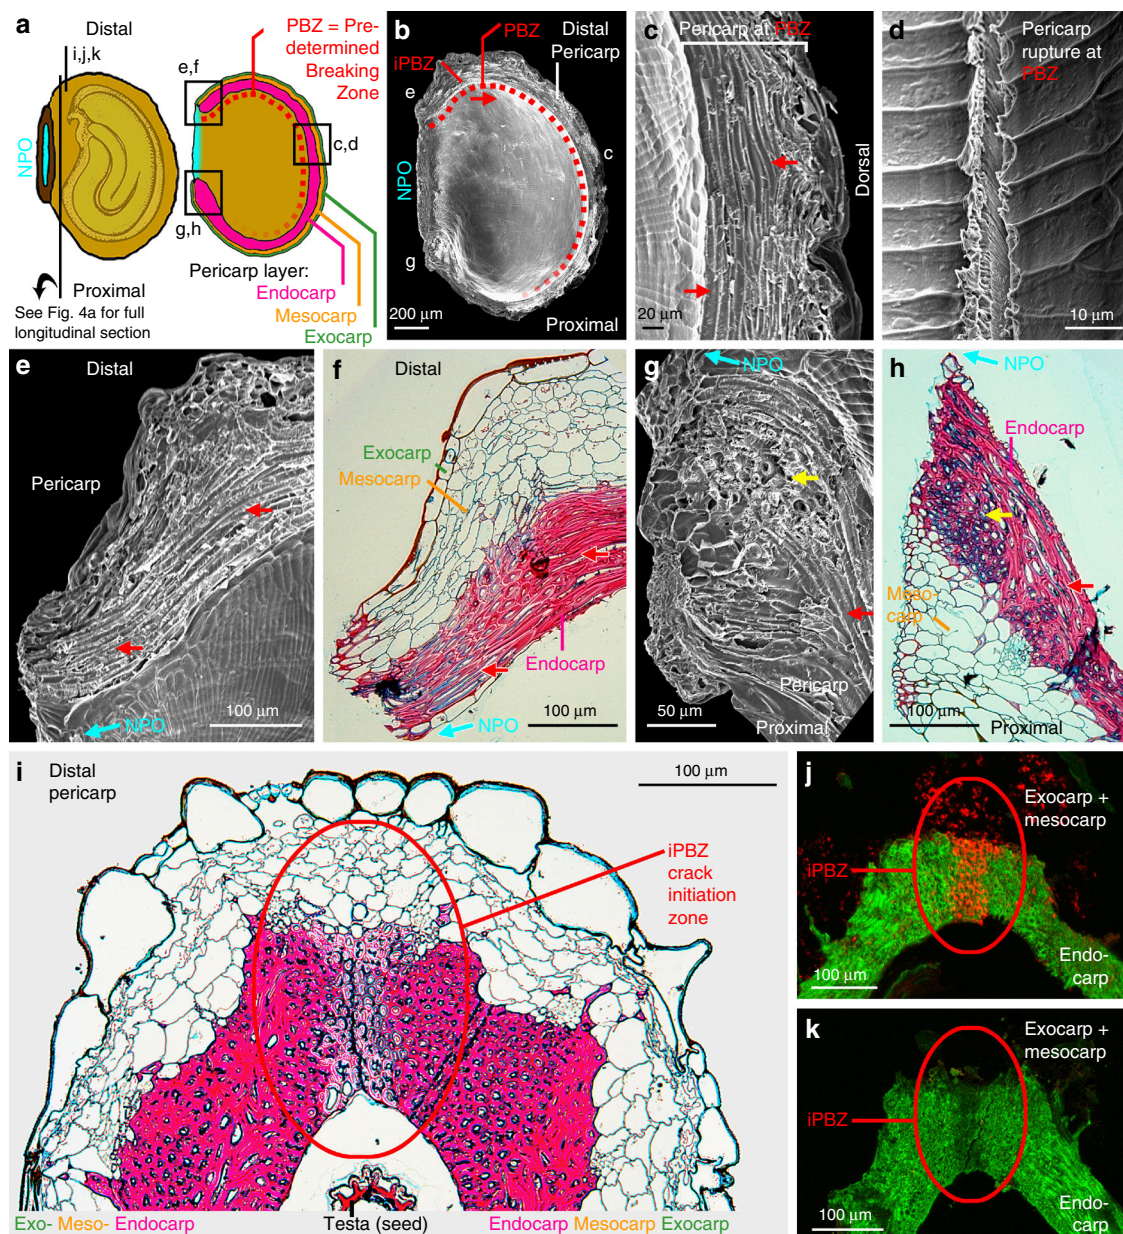 a
Distal
i,j,k
NPO
Proximal
See Fig. 4a for full
longitudinal section
PBZ = Pre-
determined
Breaking
Zone
e,f
c,d
g,h
Pericarp layer:
Endocarp
Mesocarp
Exocarp
b
PBZ
Distal
Pericarp
iPBZ
e
NPO
c
g
200 µm
Proximal
c
Pericarp at PBZ
Dorsal
20 µm
d
Pericarp
rupture at
PBZ
10 µm
e
Distal
Pericarp
NPO
100 µm
f
Distal
Exocarp
Mesocarp
Endocarp
NPO
100 µm
g
NPO
Pericarp
50 µm
Proximal
h
NPO
Endocarp
Meso-
carp
100 µm
Proximal
i
Distal
pericarp
100 µm
iPBZ
crack
initiation
zone
Exo- Meso- Endocarp
Testa (seed)
Endocarp Mesocarp Exocarp
j
Exocarp +
mesocarp
iPBZ
100 µm
Endo-
carp
k
Exocarp +
mesocarp
iPBZ
100 µm
Endo-
carp